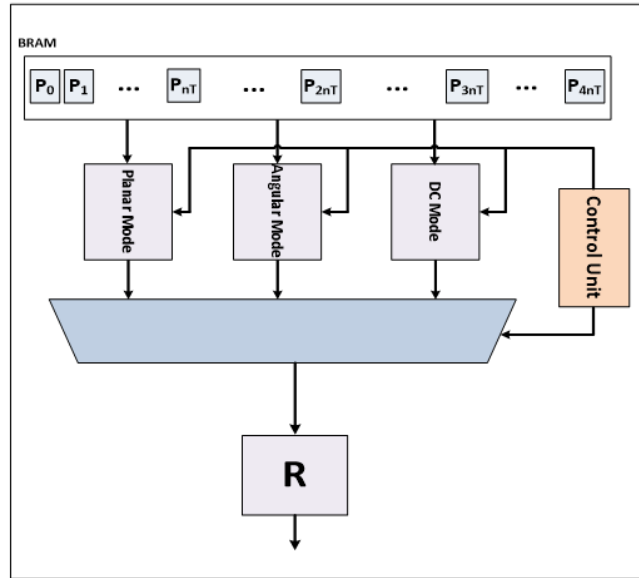 BRAM
P0 P1 ... PnT ... P2nT ... P3nT ... P4nT
Planar Mode
Angular Mode
DC Mode
Control Unit
R